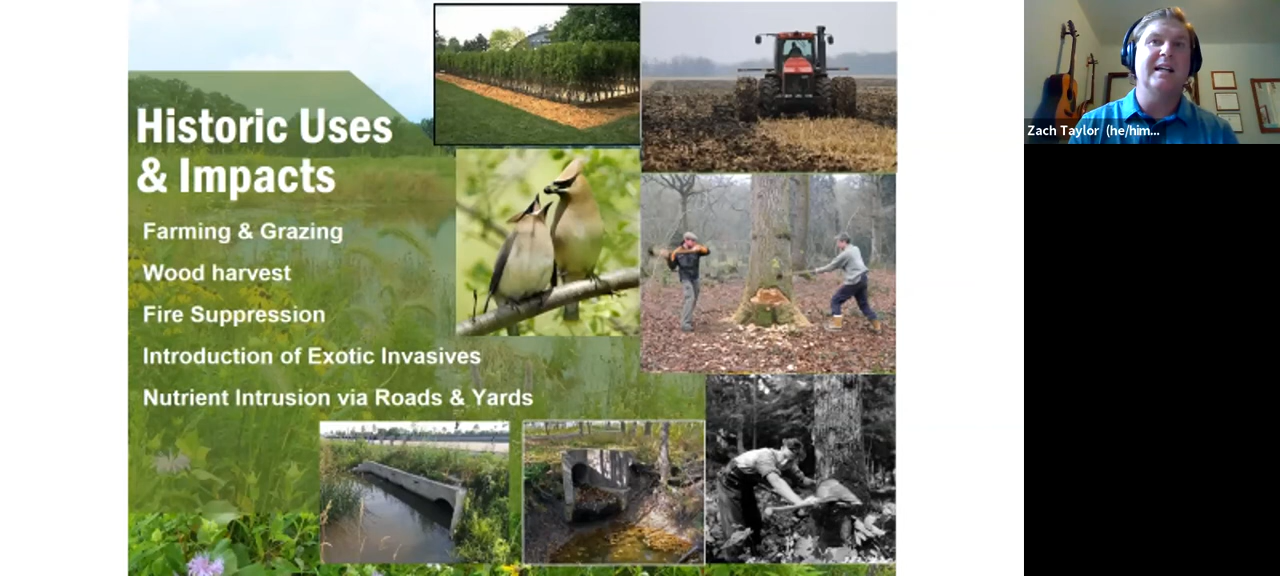 Historic Uses
& Impacts
Farming & Grazing
Wood harvest
Fire Suppression
Introduction of Exotic Invasives
Nutrient Intrusion via Roads & Yards
Zach Taylor (he/him...